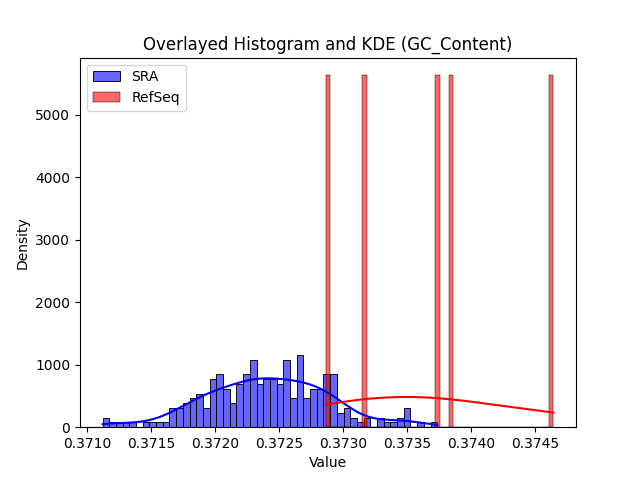 Overlayed Histogram and KDE (GC_Content)
SRA
RefSeq
Density
5000
4000
3000
2000
1000
0
0.3710 0.3715 0.3720 0.3725 0.3730 0.3735 0.3740 0.3745
Value